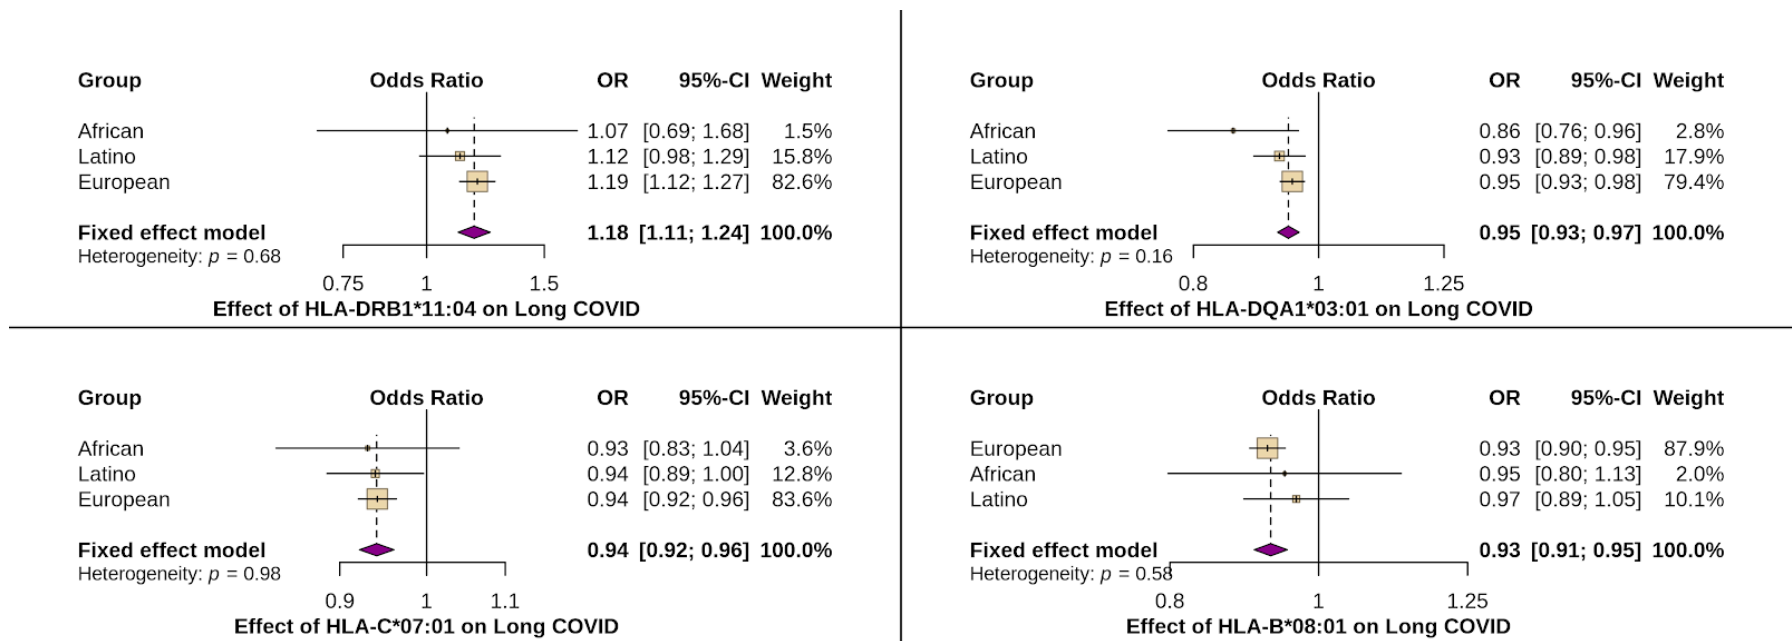 Group Odds Ratio OR 95%-CI Weight
African 1.07 [0.69; 1.68] 1.5%
Latino 1.12 [0.98; 1.29] 15.8%
European 1.19 [1.12; 1.27] 82.6%
Fixed effect model 1.18 [1.11; 1.24] 100.0%
Heterogeneity: p = 0.68
0.75 1 1.5
Effect of HLA-DRB1*11:04 on Long COVID
Group Odds Ratio OR 95%-CI Weight
African 0.86 [0.76; 0.96] 2.8%
Latino 0.93 [0.89; 0.98] 17.9%
European 0.95 [0.93; 0.98] 79.4%
Fixed effect model 0.95 [0.93; 0.97] 100.0%
Heterogeneity: p = 0.16
0.8 1 1.25
Effect of HLA-DQA1*03:01 on Long COVID
Group Odds Ratio OR 95%-CI Weight
African 0.93 [0.83; 1.04] 3.6%
Latino 0.94 [0.89; 1.00] 12.8%
European 0.94 [0.92; 0.96] 83.6%
Fixed effect model 0.94 [0.92; 0.96] 100.0%
Heterogeneity: p = 0.98
0.9 1 1.1
Effect of HLA-C*07:01 on Long COVID
Group Odds Ratio OR 95%-CI Weight
European 0.93 [0.90; 0.95] 87.9%
African 0.95 [0.80; 1.13] 2.0%
Latino 0.97 [0.89; 1.05] 10.1%
Fixed effect model 0.93 [0.91; 0.95] 100.0%
Heterogeneity: p = 0.58
0.8 1 1.25
Effect of HLA-B*08:01 on Long COVID